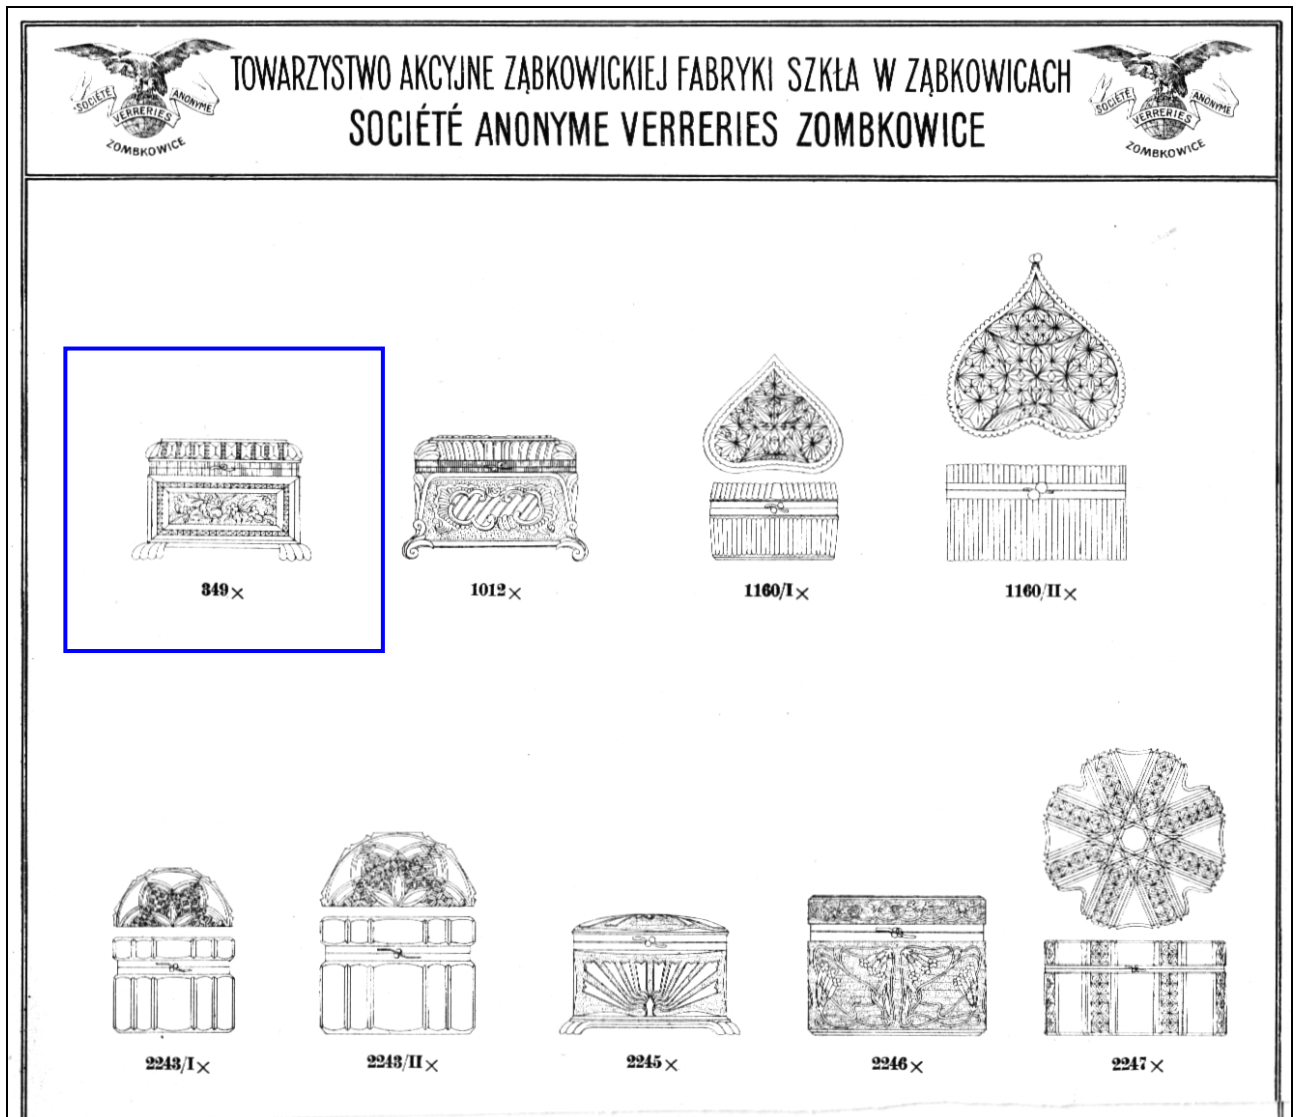 TOWARZYSTWO AKCYJNE ZĄBKOWICKIEJ FABRYKI SZKŁA W ZĄBKOWICACH
SOCIÉTÉ ANONYME VERRERIES ZOMBKOWICE
SOCIÉTÉ ANONYME
VERRERIES
ZOMBKOWICE
SOCIÉTÉ ANONYME
VERRERIES
ZOMBKOWICE
349×
1012×
1160/I×
1160/II×
2243/I×
2243/II×
2245×
2246×
2247×